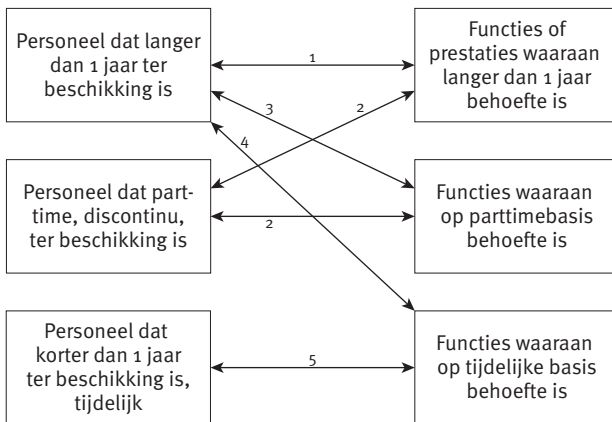 Personeel dat langer
dan 1 jaar ter
beschikking is
Functies of
prestaties waaraan
langer dan 1 jaar
behoefte is
1
3
2
4
Personeel dat part-
time, discontinu,
ter beschikking is
Functies waaraan
op parttimebasis
behoefte is
2
Personeel dat
korter dan 1 jaar
ter beschikking is,
tijdelijk
Functies waaraan
op tijdelijke basis
behoefte is
5